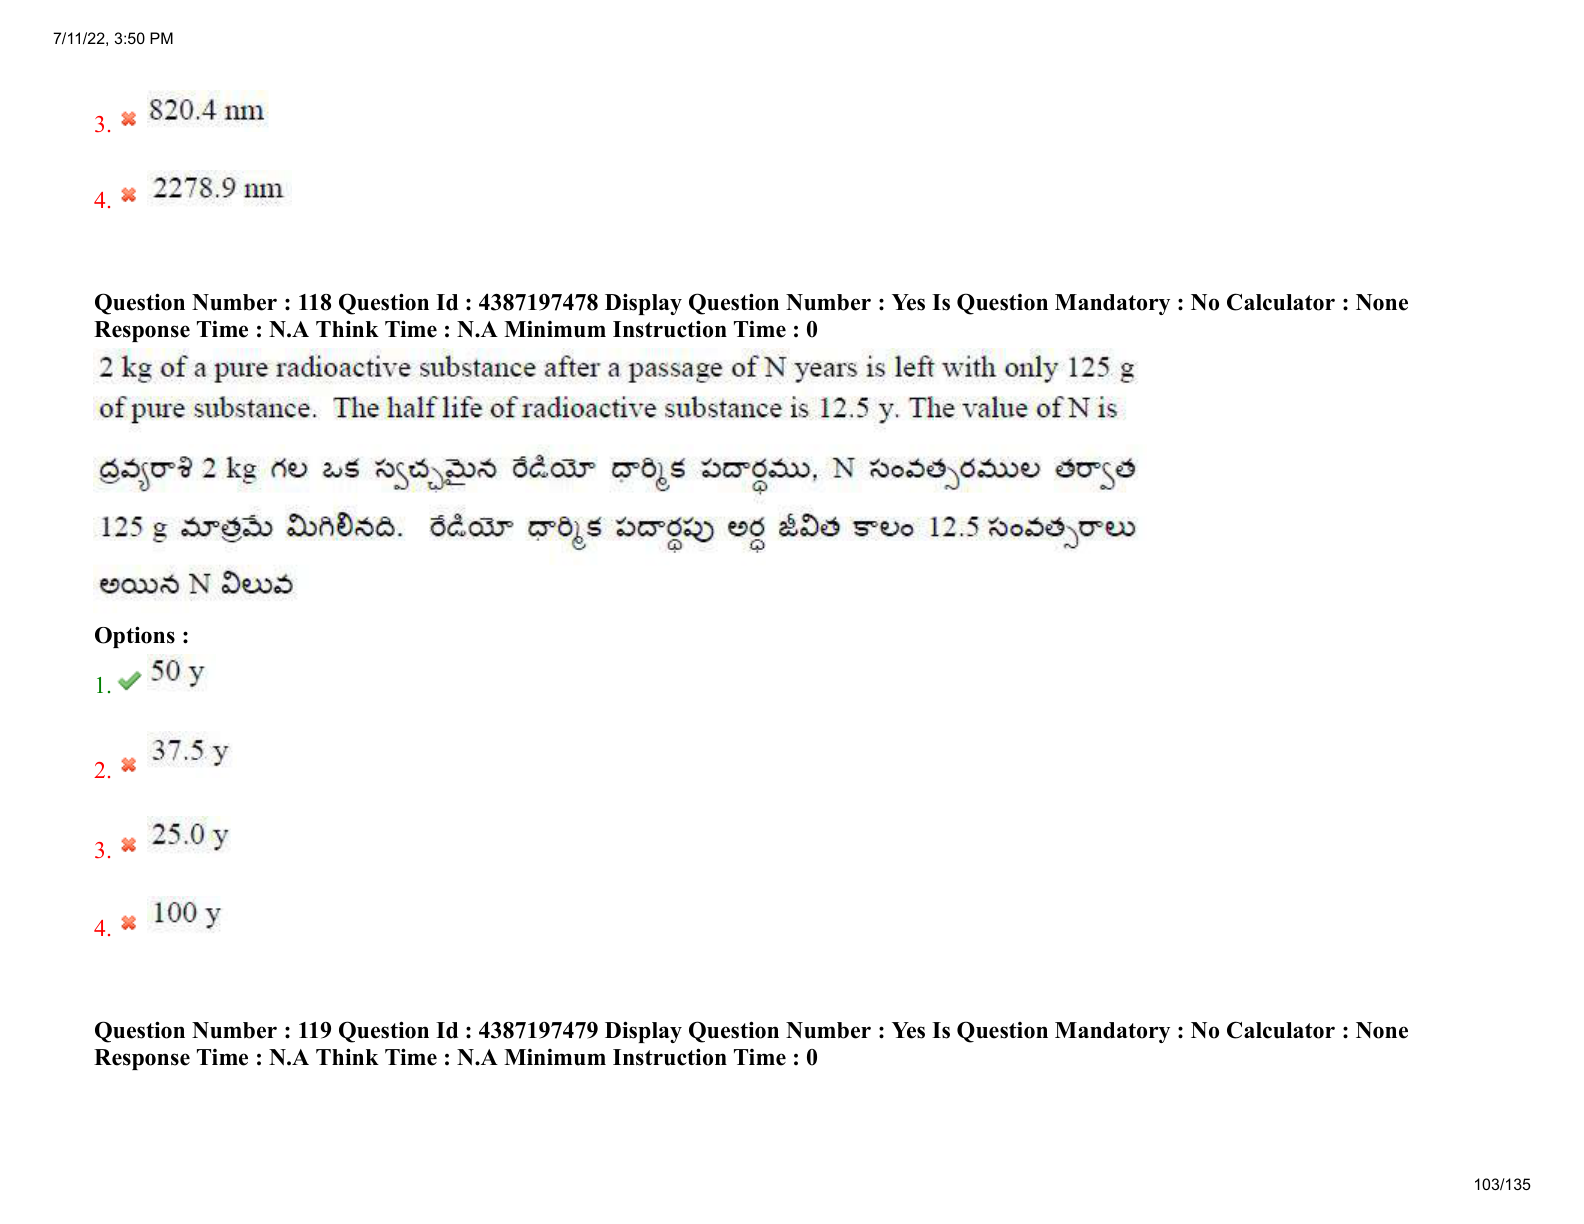 7/11/22, 3:50 PM
3. 820.4 nm
4. 2278.9 nm
Question Number : 118 Question Id : 4387197478 Display Question Number : Yes Is Question Mandatory : No Calculator : None
Response Time : N.A Think Time : N.A Minimum Instruction Time : 0
2 kg of a pure radioactive substance after a passage of N years is left with only 125 g
of pure substance. The half life of radioactive substance is 12.5 y. The value of N is
ద్రవ్యరాశి 2 kg గల ఒక స్వచ్ఛమైన రేడియో ధార్మిక పదార్థము, N సంవత్సరముల తర్వాత
125 g మాత్రమే మిగిలినది. రేడియో ధార్మిక పదార్థపు అర్ధ జీవిత కాలం 12.5 సంవత్సరాలు
అయిన N విలువ
Options :
1. 50 y
2. 37.5 y
3. 25.0 y
4. 100 y
Question Number : 119 Question Id : 4387197479 Display Question Number : Yes Is Question Mandatory : No Calculator : None
Response Time : N.A Think Time : N.A Minimum Instruction Time : 0
103/135